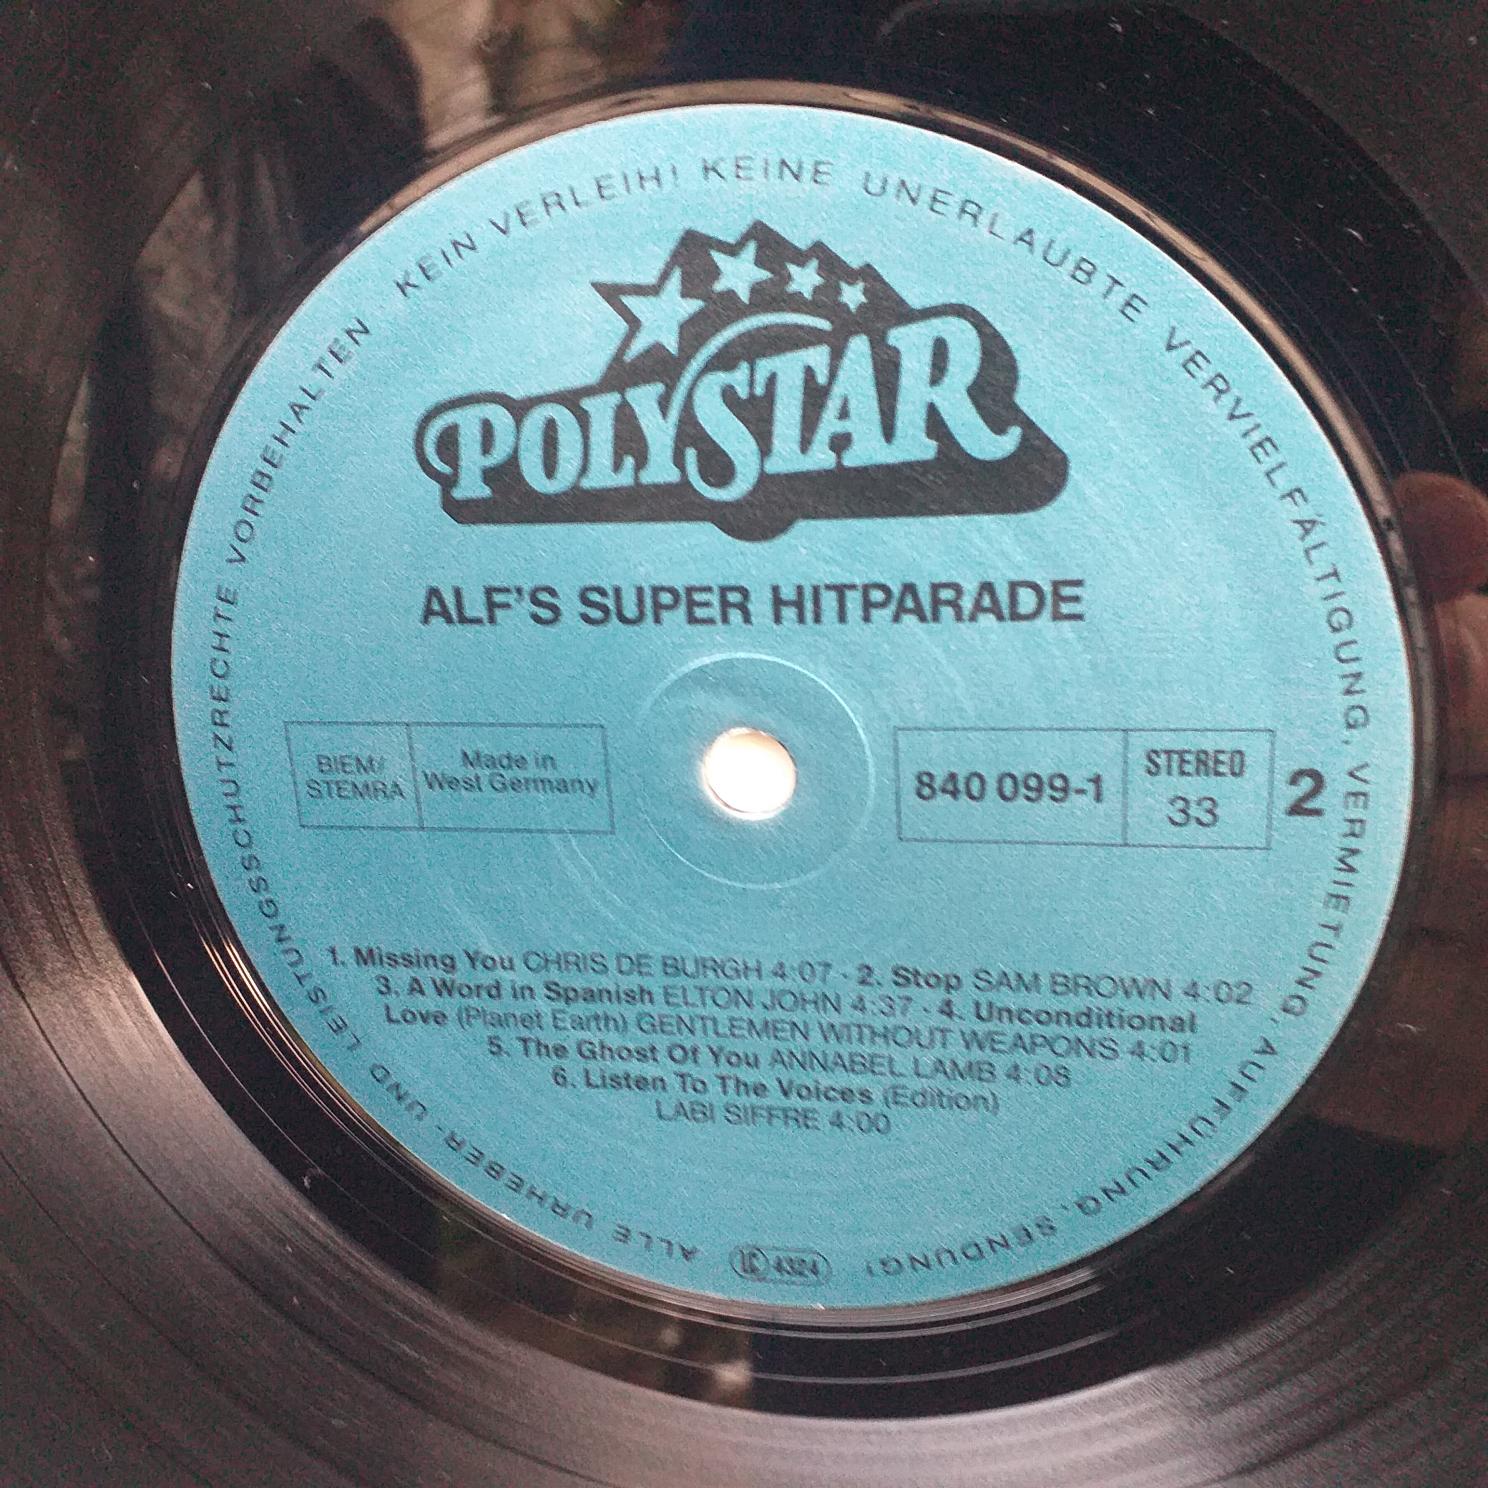 ALLE URHEBER- UND LEISTUNGSSCHUTZRECHTE VORBEHALTEN · KEIN VERLEIH! KEINE UNERLAUBTE VERVIELFÄLTIGUNG, VERMIETUNG, AUFFÜHRUNG, SENDUNG!
POLYSTAR
ALF'S SUPER HITPARADE
BIEM/
STEMRA
Made in
West Germany
840 099-1
STEREO
33
2
1. Missing You CHRIS DE BURGH 4:07 · 2. Stop SAM BROWN 4:02
3. A Word in Spanish ELTON JOHN 4:37 · 4. Unconditional
Love (Planet Earth) GENTLEMEN WITHOUT WEAPONS 4:01
5. The Ghost Of You ANNABEL LAMB 4:08
6. Listen To The Voices (Edition)
LABI SIFFRE 4:00
LC 4324